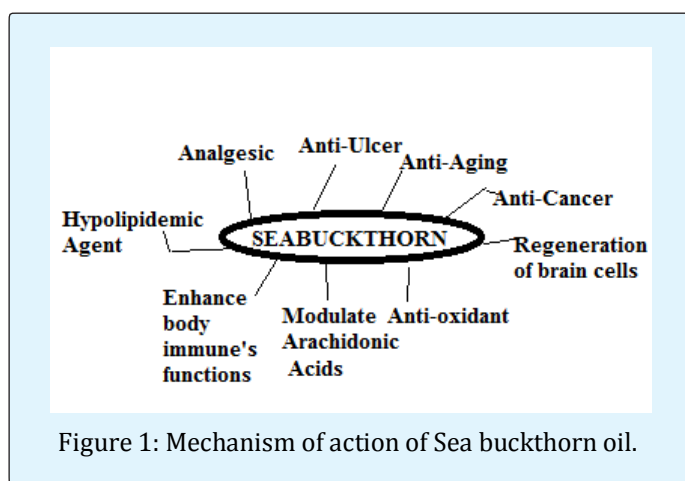 Analgesic
Anti-Ulcer
Anti-Aging
Anti-Cancer
Hypolipidemic
Agent
SEABUCKTHORN
Regeneration
of brain cells
Enhance
body
immune's
functions
Modulate
Arachidonic
Acids
Anti-oxidant
Figure 1: Mechanism of action of Sea buckthorn oil.